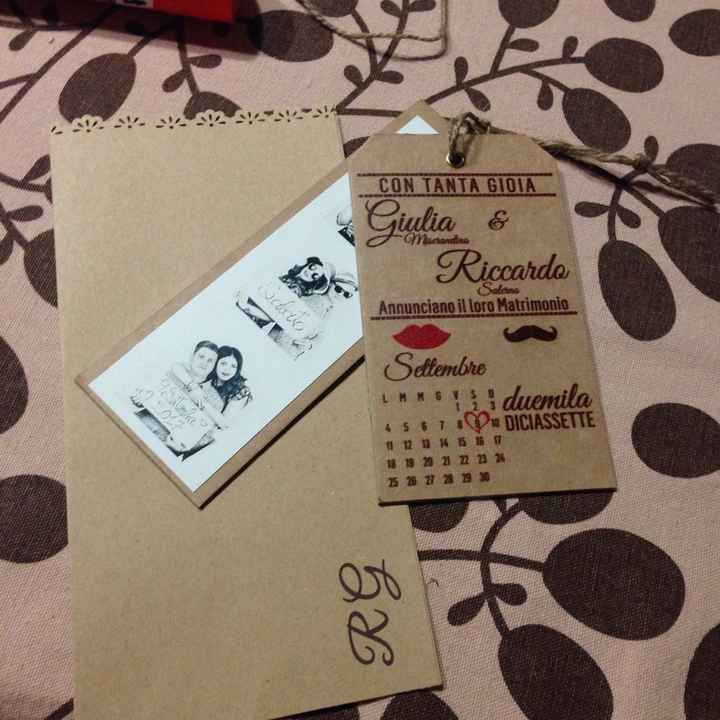 CON TANTA GIOIA
Giulia &
Miserandino
Riccardo
Salerno
Annunciano il loro Matrimonio
Settembre
duemila
DICIASSETTE
L M M G V S D
1 2 3
4 5 6 7 8 9 10
11 12 13 14 15 16 17
18 19 20 21 22 23 24
25 26 27 28 29 30
R G